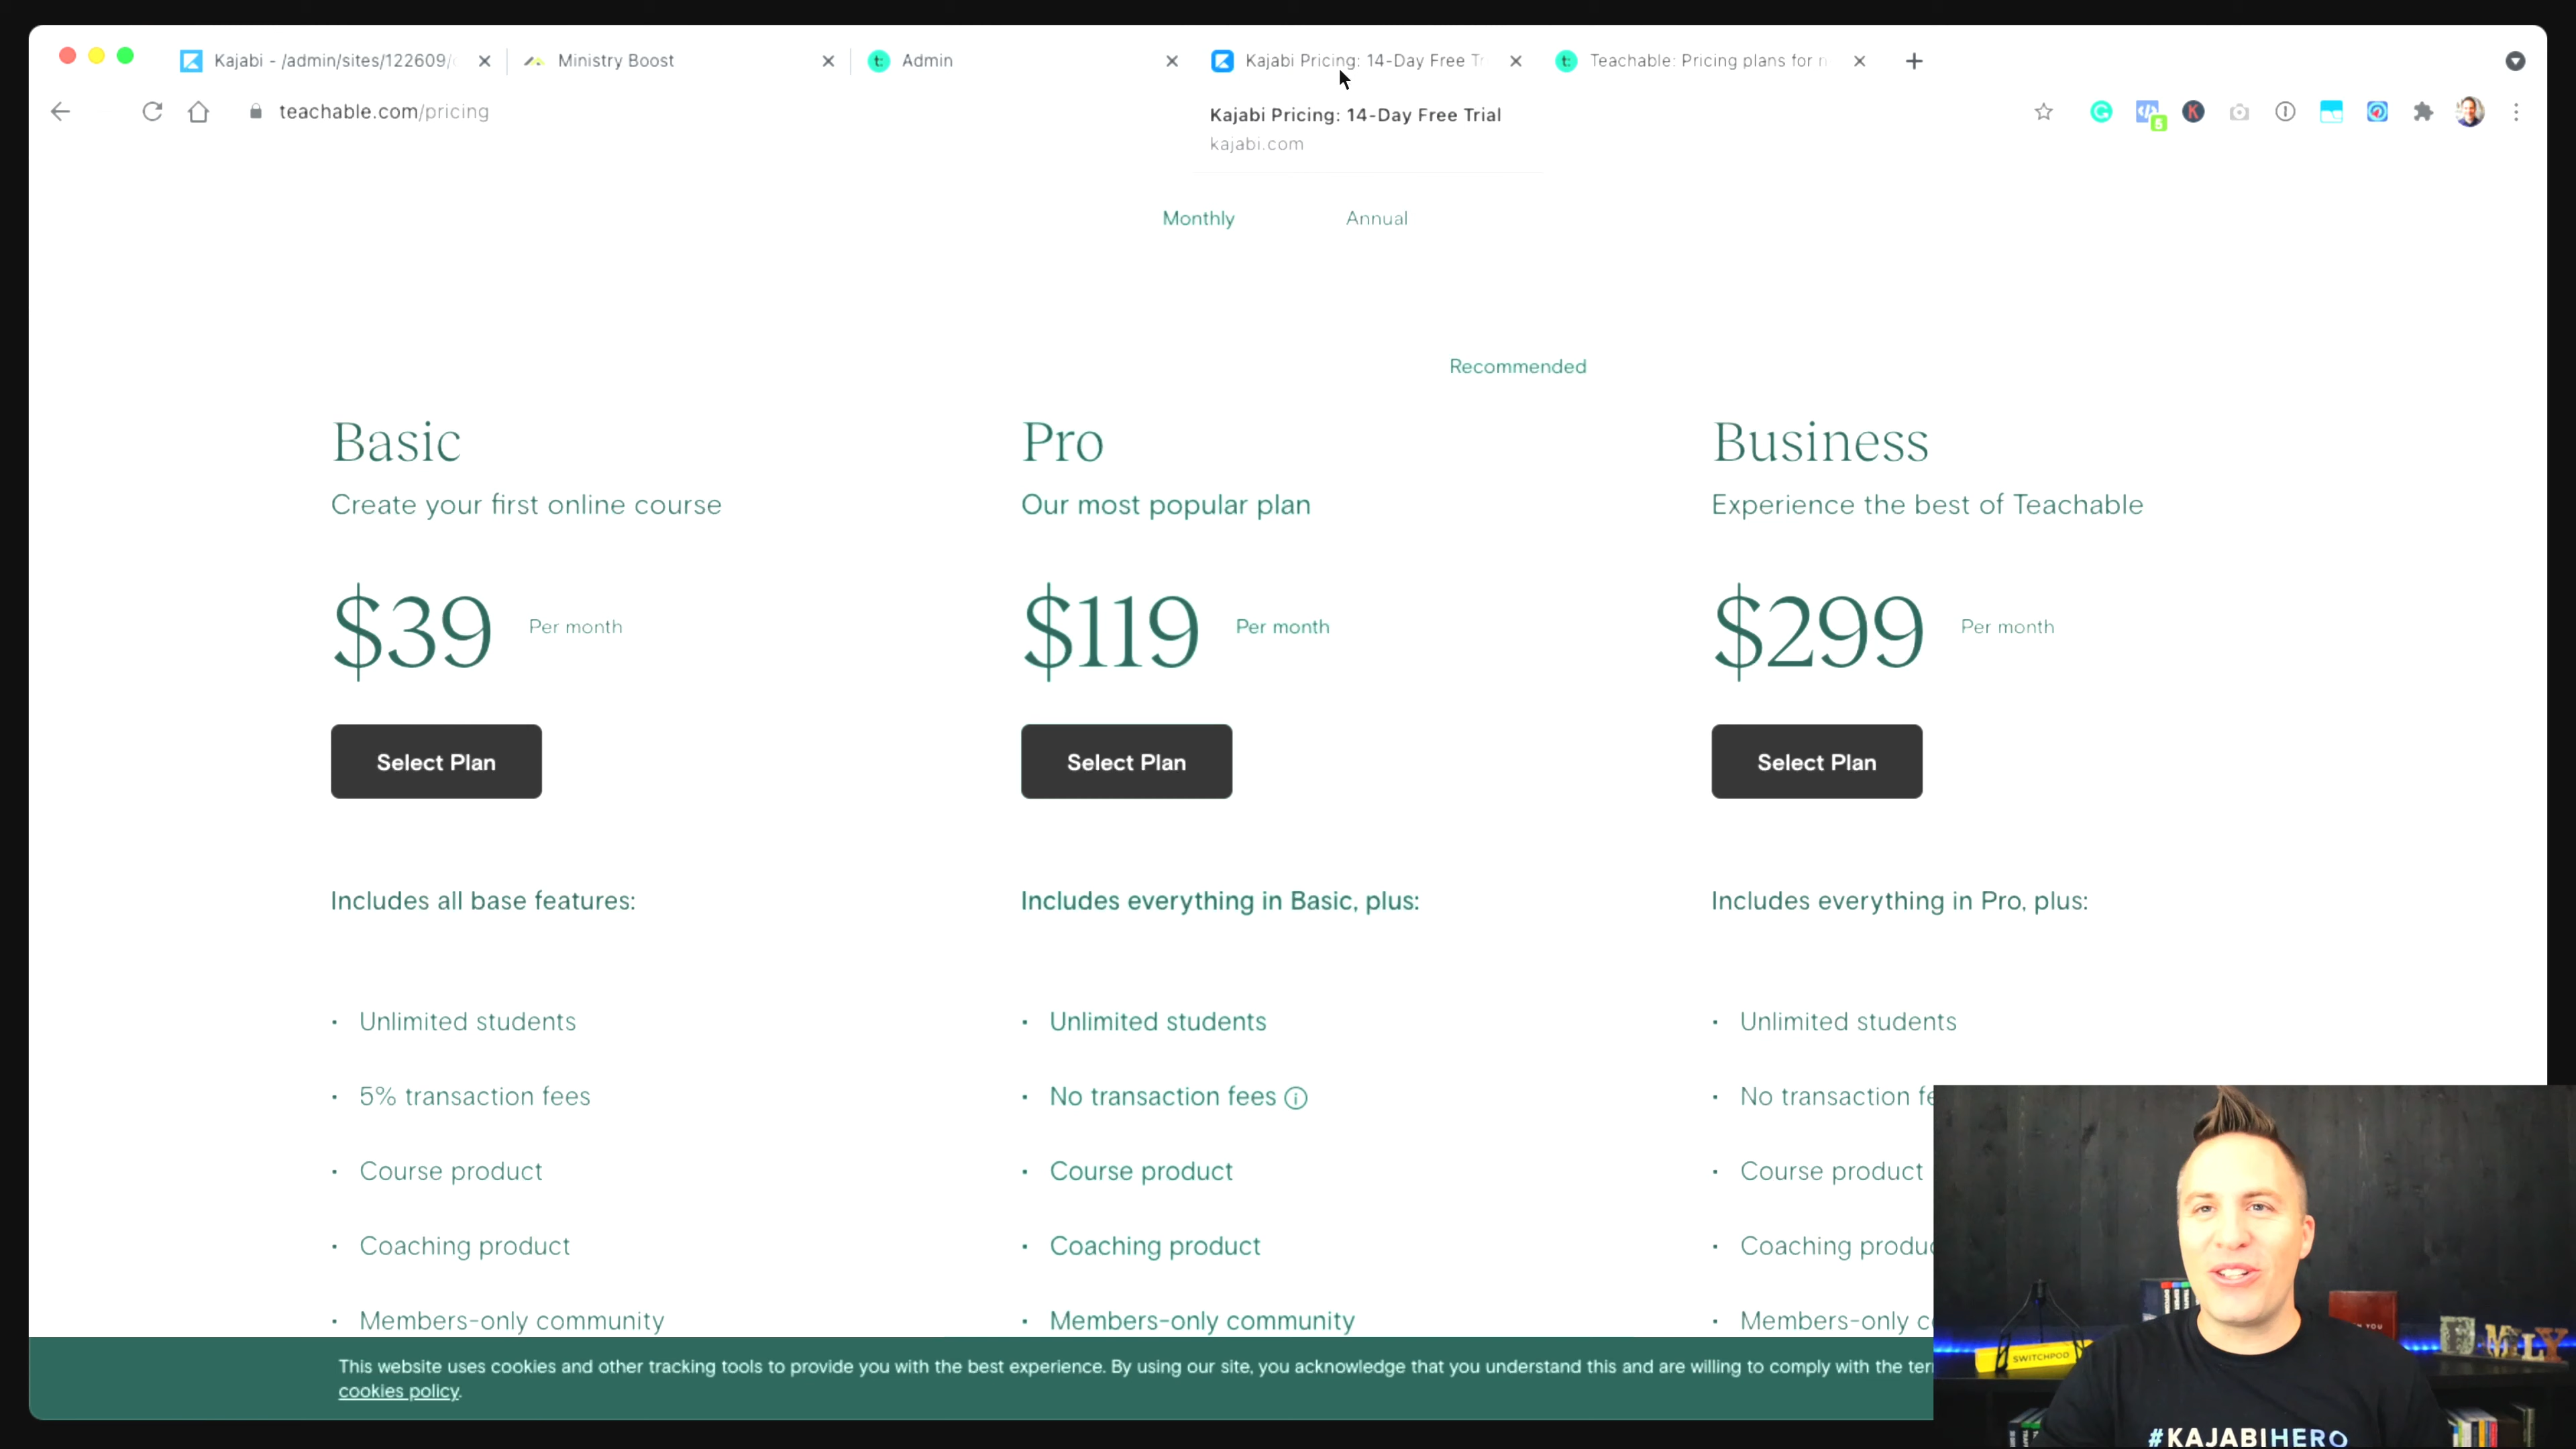 Kajabi - /admin/sites/122609/
Ministry Boost
Admin
Kajabi Pricing: 14-Day Free Tr
Teachable: Pricing plans for
teachable.com/pricing
Kajabi Pricing: 14-Day Free Trial
kajabi.com
Monthly
Annual
Recommended
Basic
Create your first online course
$39 Per month
Select Plan
Includes all base features:
• Unlimited students
• 5% transaction fees
• Course product
• Coaching product
• Members-only community
Pro
Our most popular plan
$119 Per month
Select Plan
Includes everything in Basic, plus:
• Unlimited students
• No transaction fees
• Course product
• Coaching product
• Members-only community
Business
Experience the best of Teachable
$299 Per month
Select Plan
Includes everything in Pro, plus:
• Unlimited students
• No transaction fe
• Course product
• Coaching produc
• Members-only c
This website uses cookies and other tracking tools to provide you with the best experience. By using our site, you acknowledge that you understand this and are willing to comply with the ter
cookies policy.
SWITCHPOD
#KAJABIHERO